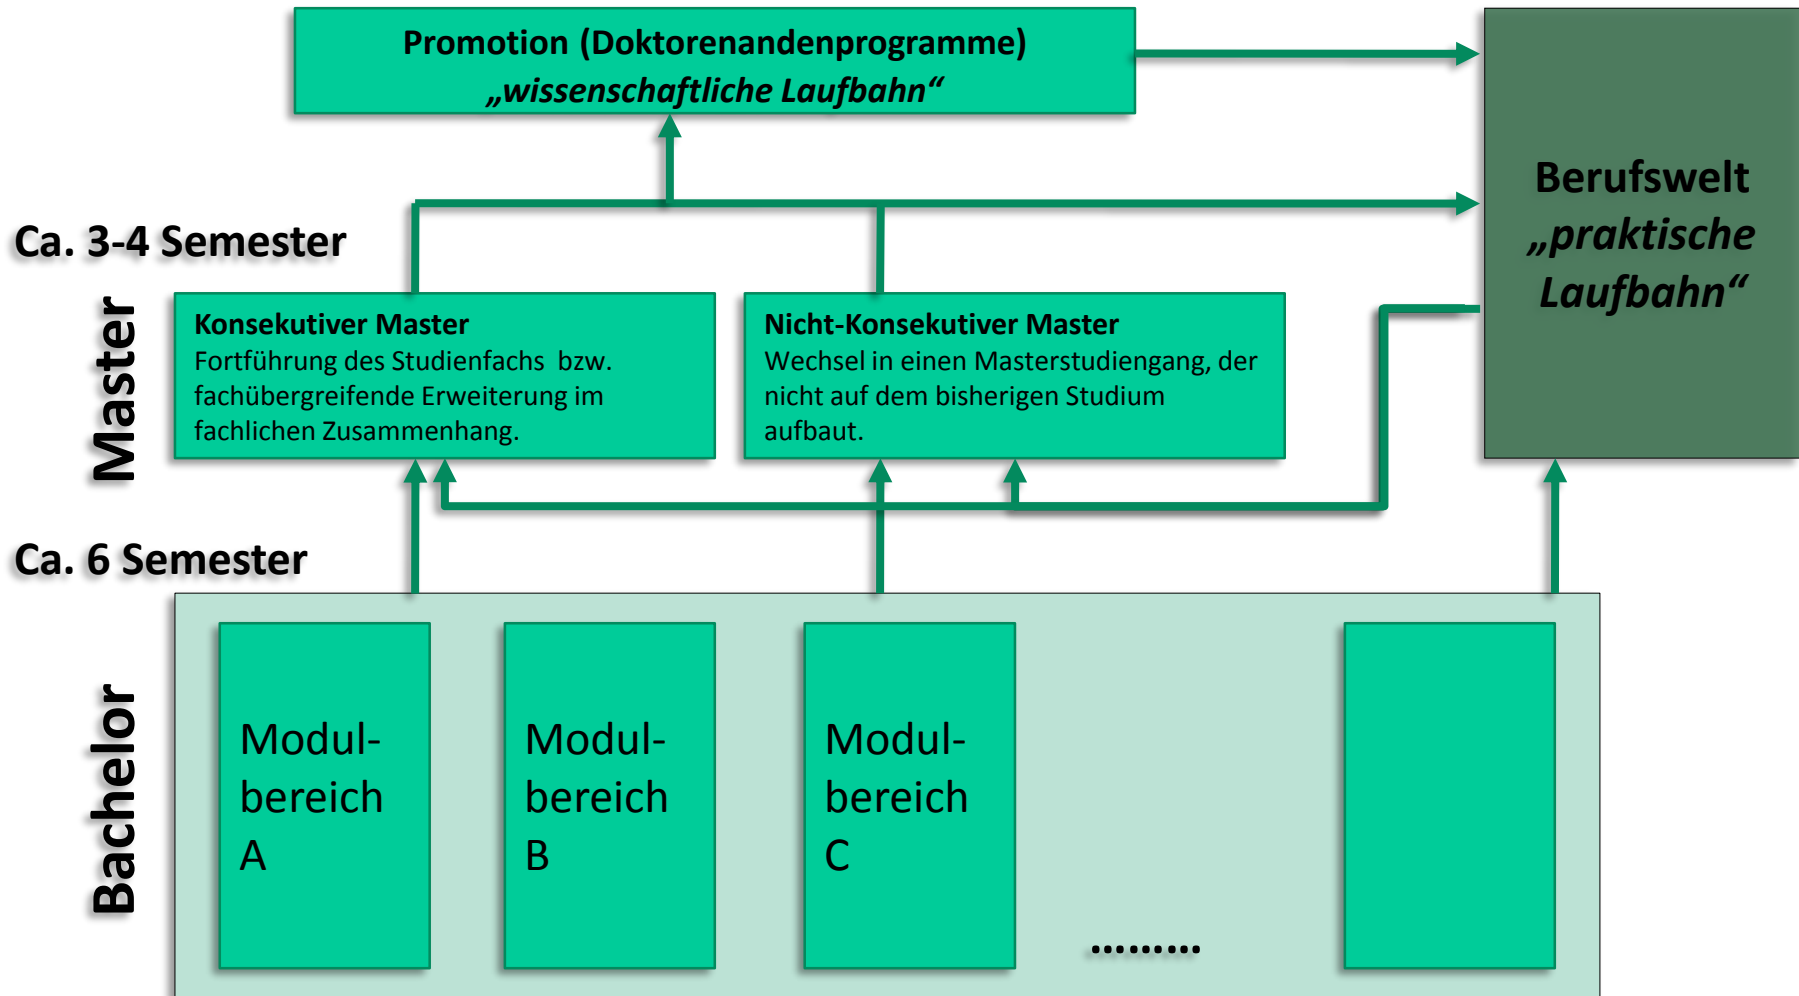 Promotion (Doktorenandenprogramme)
„wissenschaftliche Laufbahn“
Berufswelt
„praktische
Laufbahn“
Ca. 3-4 Semester
Master
Konsekutiver Master
Fortführung des Studienfachs bzw.
fachübergreifende Erweiterung im
fachlichen Zusammenhang.
Nicht-Konsekutiver Master
Wechsel in einen Masterstudiengang, der
nicht auf dem bisherigen Studium
aufbaut.
Ca. 6 Semester
Bachelor
Modul-
bereich
A
Modul-
bereich
B
Modul-
bereich
C
………